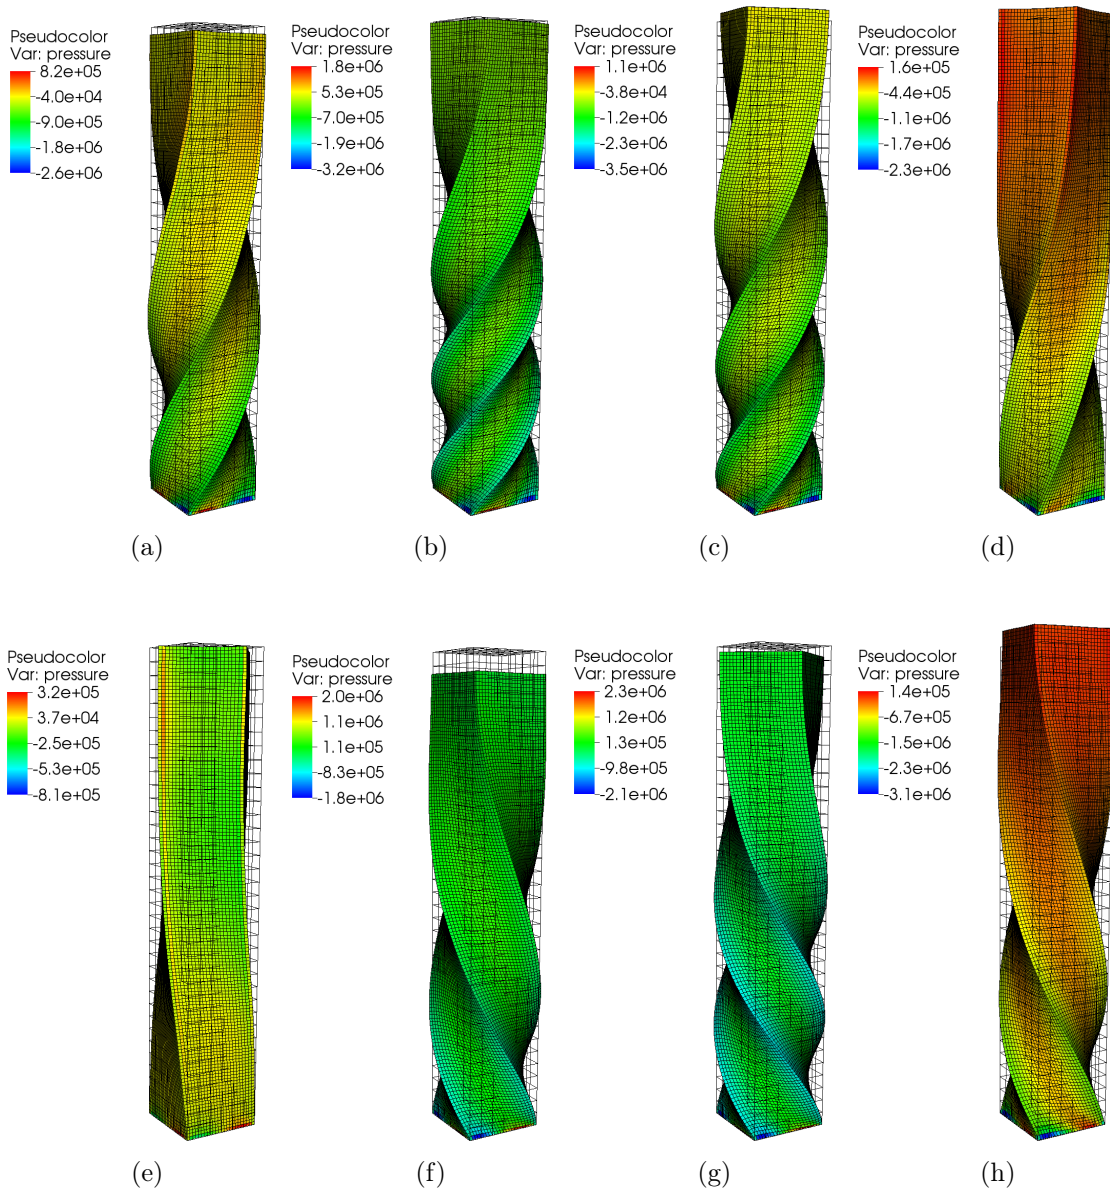 Pseudocolor
Var: pressure
8.2e+05
-4.0e+04
-9.0e+05
-1.8e+06
-2.6e+06
(a)
Pseudocolor
Var: pressure
1.8e+06
5.3e+05
-7.0e+05
-1.9e+06
-3.2e+06
(b)
Pseudocolor
Var: pressure
1.1e+06
-3.8e+04
-1.2e+06
-2.3e+06
-3.5e+06
(c)
Pseudocolor
Var: pressure
1.6e+05
-4.4e+05
-1.1e+06
-1.7e+06
-2.3e+06
(d)
Pseudocolor
Var: pressure
3.2e+05
3.7e+04
-2.5e+05
-5.3e+05
-8.1e+05
(e)
Pseudocolor
Var: pressure
2.0e+06
1.1e+06
1.1e+05
-8.3e+05
-1.8e+06
(f)
Pseudocolor
Var: pressure
2.3e+06
1.2e+06
1.3e+05
-9.8e+05
-2.1e+06
(g)
Pseudocolor
Var: pressure
1.4e+05
-6.7e+05
-1.5e+06
-2.3e+06
-3.1e+06
(h)